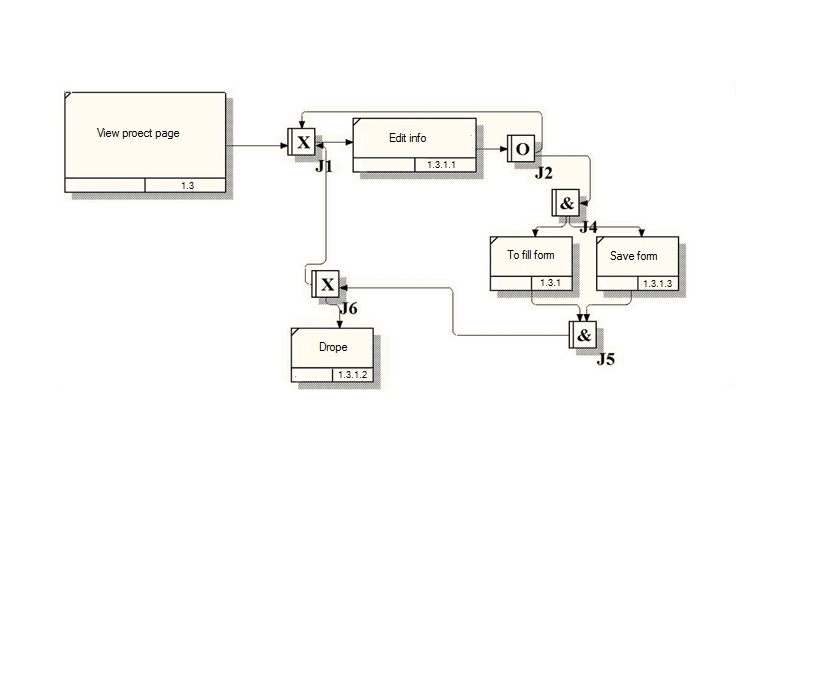 View proect page
1.3
X
J1
Edit info
1.3.1.1
O
J2
&
J4
To fill form
1.3.1
Save form
1.3.1.3
X
J6
&
J5
Drope
1.3.1.2